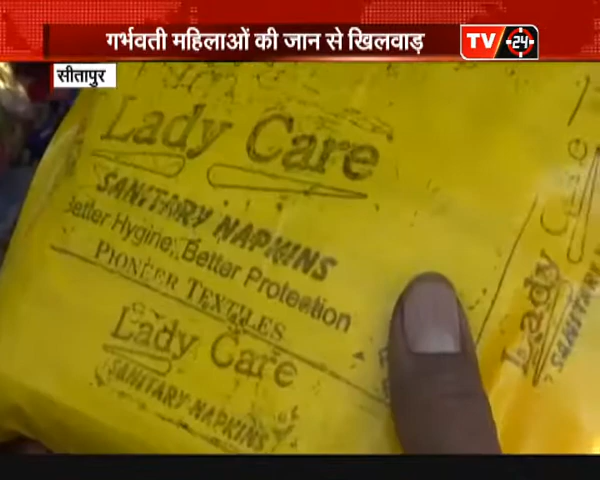 गर्भवती महिलाओं की जान से खिलवाड़
TV 24
सीतापुर
Lady Care
SANITARY NAPKINS
Better Hygine, Better Protection
PIONEER TEXTILES
Lady Care
SANITARY NAPKINS
Lady Care
SANITARY